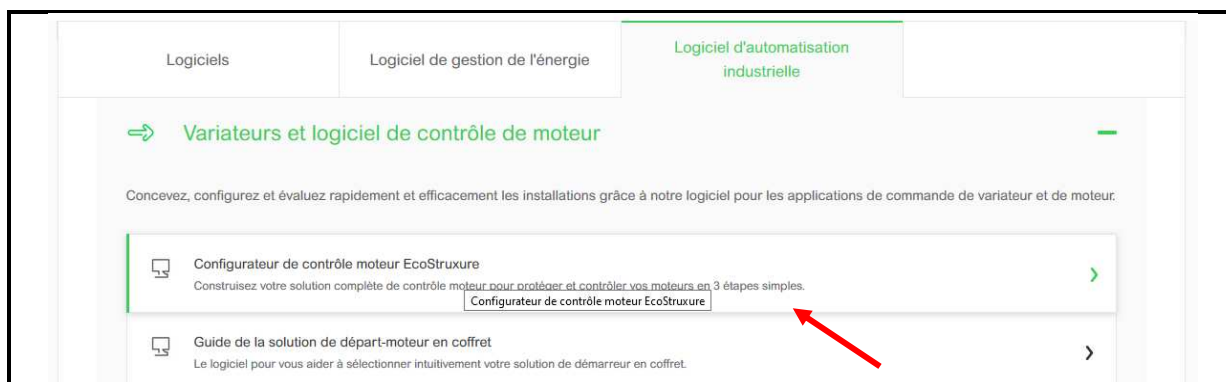 Logiciels
Logiciel de gestion de l'énergie
Logiciel d'automatisation
industrielle
Variateurs et logiciel de contrôle de moteur
Concevez, configurez et évaluez rapidement et efficacement les installations grâce à notre logiciel pour les applications de commande de variateur et de moteur.
Configurateur de contrôle moteur EcoStruxure
Construisez votre solution complète de contrôle moteur pour protéger et contrôler vos moteurs en 3 étapes simples.
Configurateur de contrôle moteur EcoStruxure
Guide de la solution de départ-moteur en coffret
Le logiciel pour vous aider à sélectionner intuitivement votre solution de démarreur en coffret.